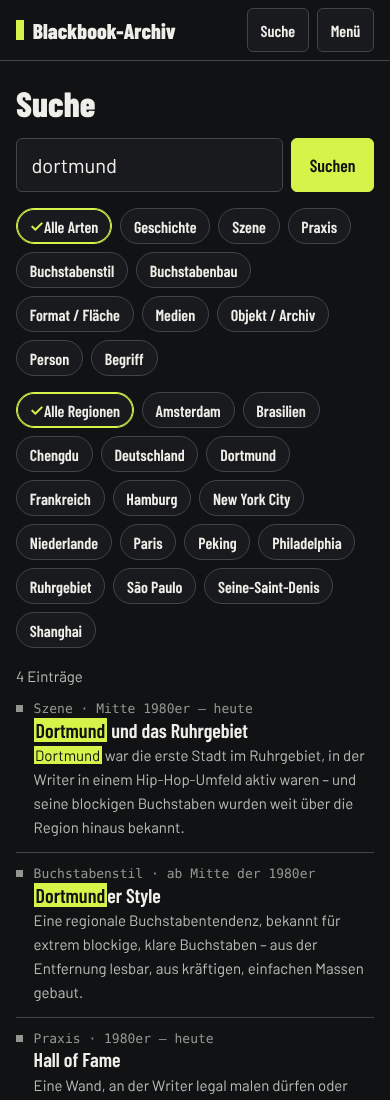 Blackbook-Archiv
Suche
Menü
Suche
dortmund
Suchen
✓Alle Arten
Geschichte
Szene
Praxis
Buchstabenstil
Buchstabenbau
Format / Fläche
Medien
Objekt / Archiv
Person
Begriff
✓Alle Regionen
Amsterdam
Brasilien
Chengdu
Deutschland
Dortmund
Frankreich
Hamburg
New York City
Niederlande
Paris
Peking
Philadelphia
Ruhrgebiet
São Paulo
Seine-Saint-Denis
Shanghai
4 Einträge
Szene · Mitte 1980er — heute
Dortmund und das Ruhrgebiet
Dortmund war die erste Stadt im Ruhrgebiet, in der
Writer in einem Hip-Hop-Umfeld aktiv waren – und
seine blockigen Buchstaben wurden weit über die
Region hinaus bekannt.
Buchstabenstil · ab Mitte der 1980er
Dortmunder Style
Eine regionale Buchstabentendenz, bekannt für
extrem blockige, klare Buchstaben – aus der
Entfernung lesbar, aus kräftigen, einfachen Massen
gebaut.
Praxis · 1980er — heute
Hall of Fame
Eine Wand, an der Writer legal malen dürfen oder